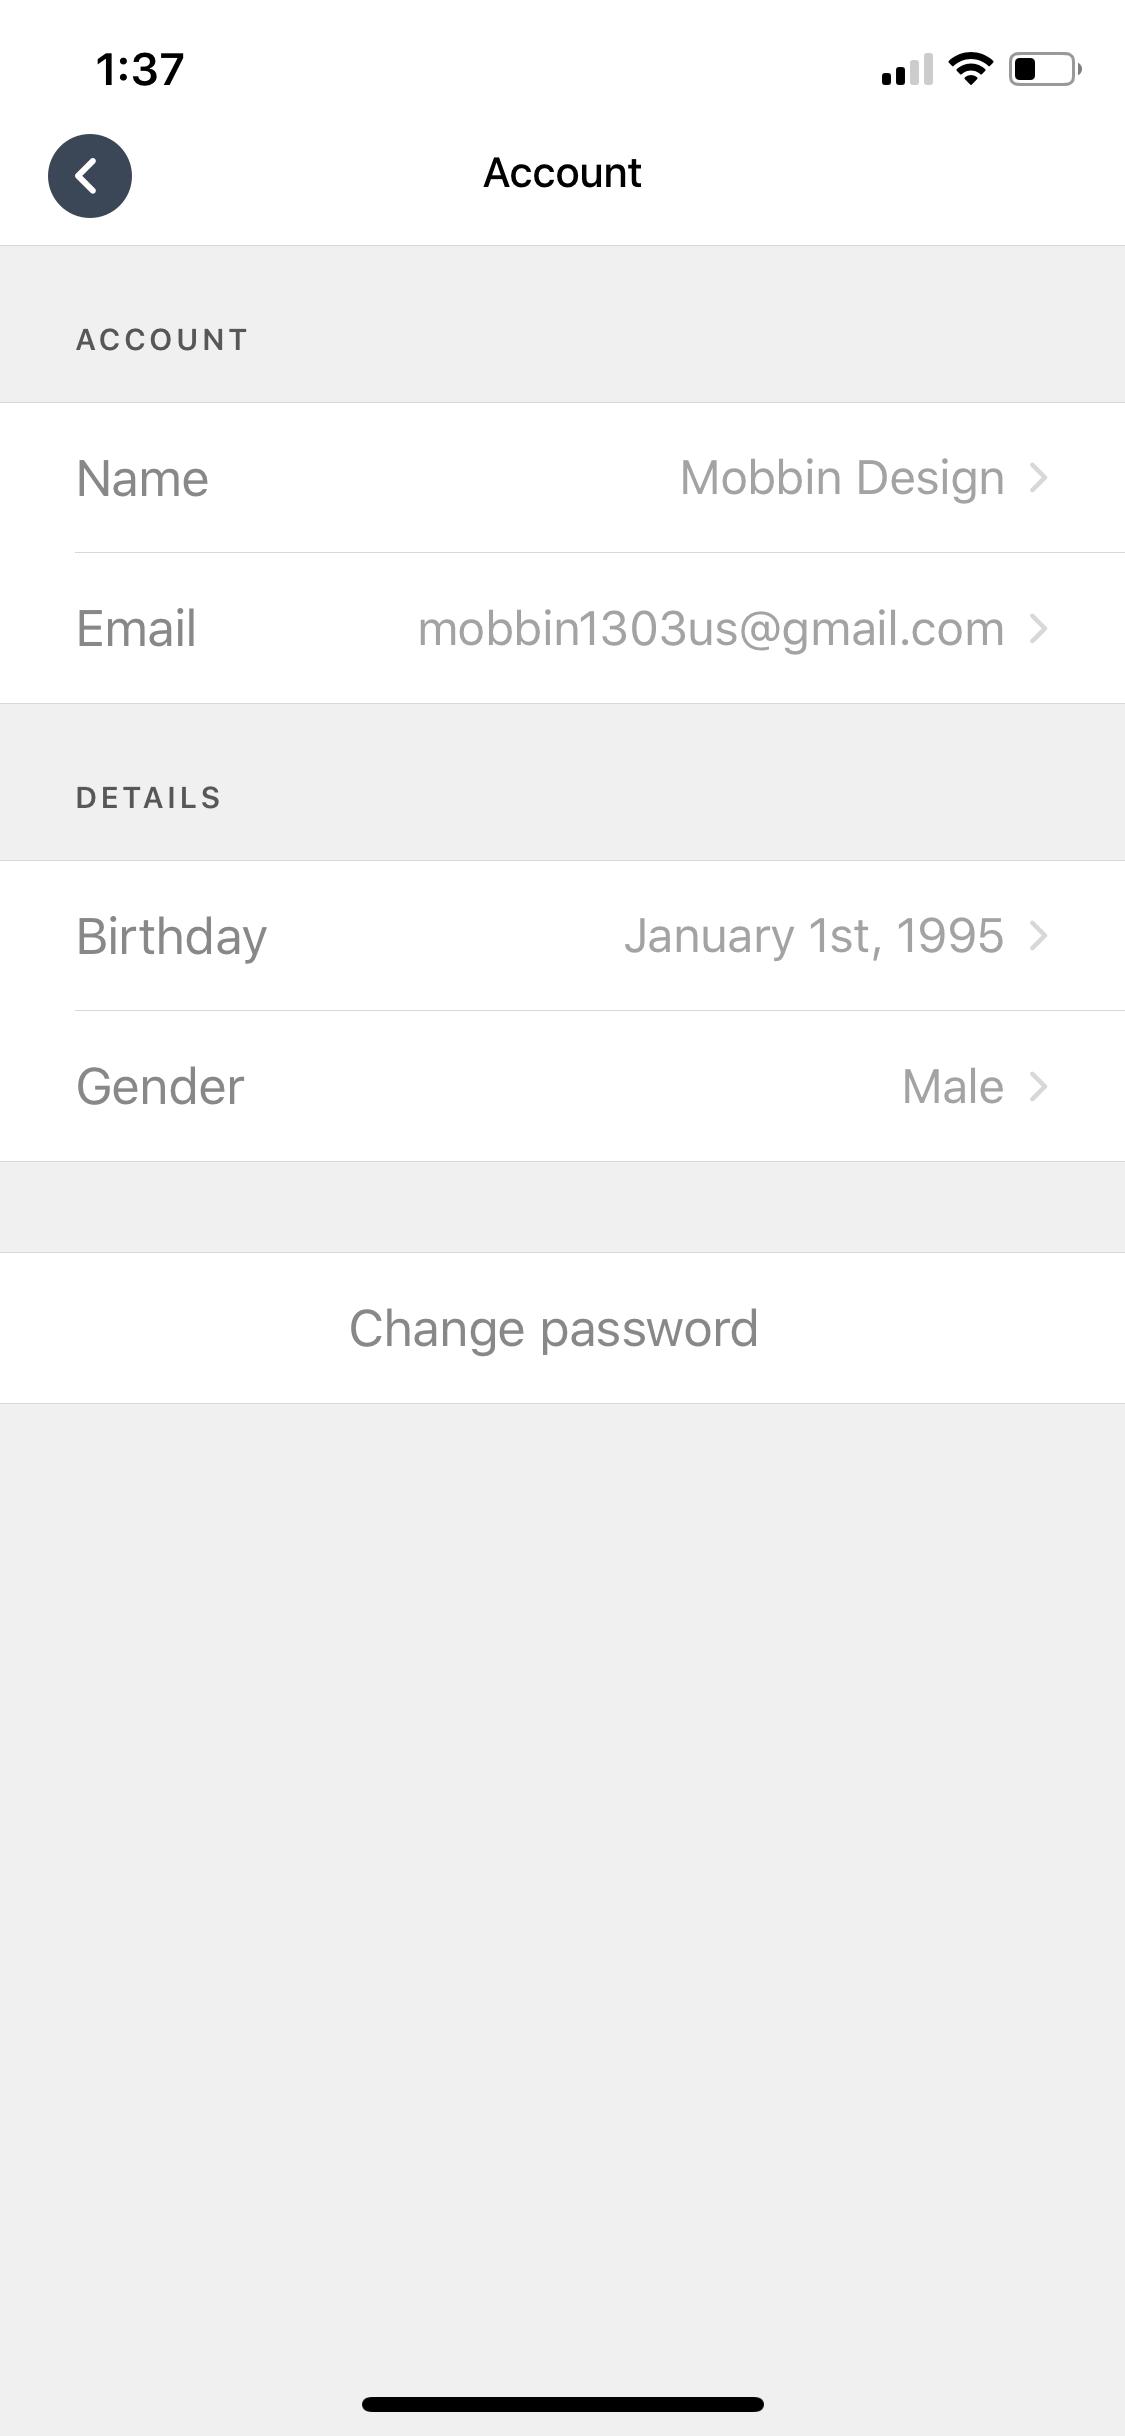 1:37
Account
ACCOUNT
Name Mobbin Design
Email mobbin1303us@gmail.com
DETAILS
Birthday January 1st, 1995
Gender Male
Change password